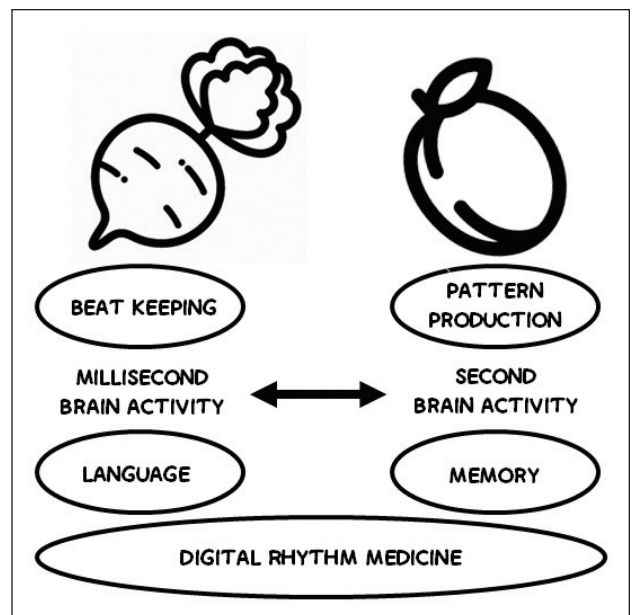 BEAT KEEPING
PATTERN
PRODUCTION
MILLISECOND
BRAIN ACTIVITY
SECOND
BRAIN ACTIVITY
LANGUAGE
MEMORY
DIGITAL RHYTHM MEDICINE